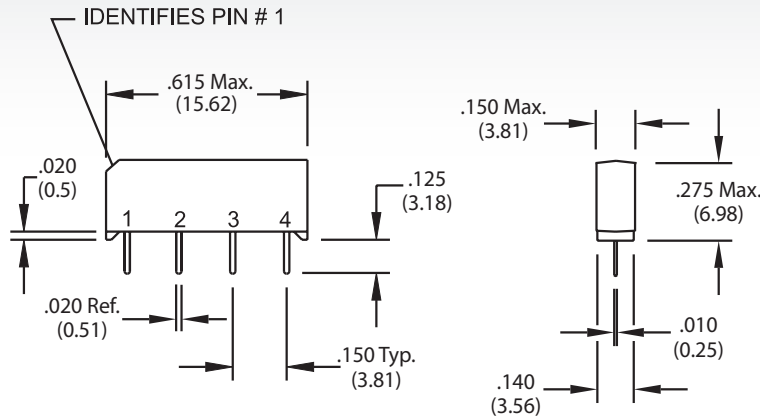 IDENTIFIES PIN # 1
.615 Max.
(15.62)
.150 Max.
(3.81)
.020
(0.5)
.125
(3.18)
.275 Max.
(6.98)
1 2 3 4
.020 Ref.
(0.51)
.150 Typ.
(3.81)
.010
(0.25)
.140
(3.56)